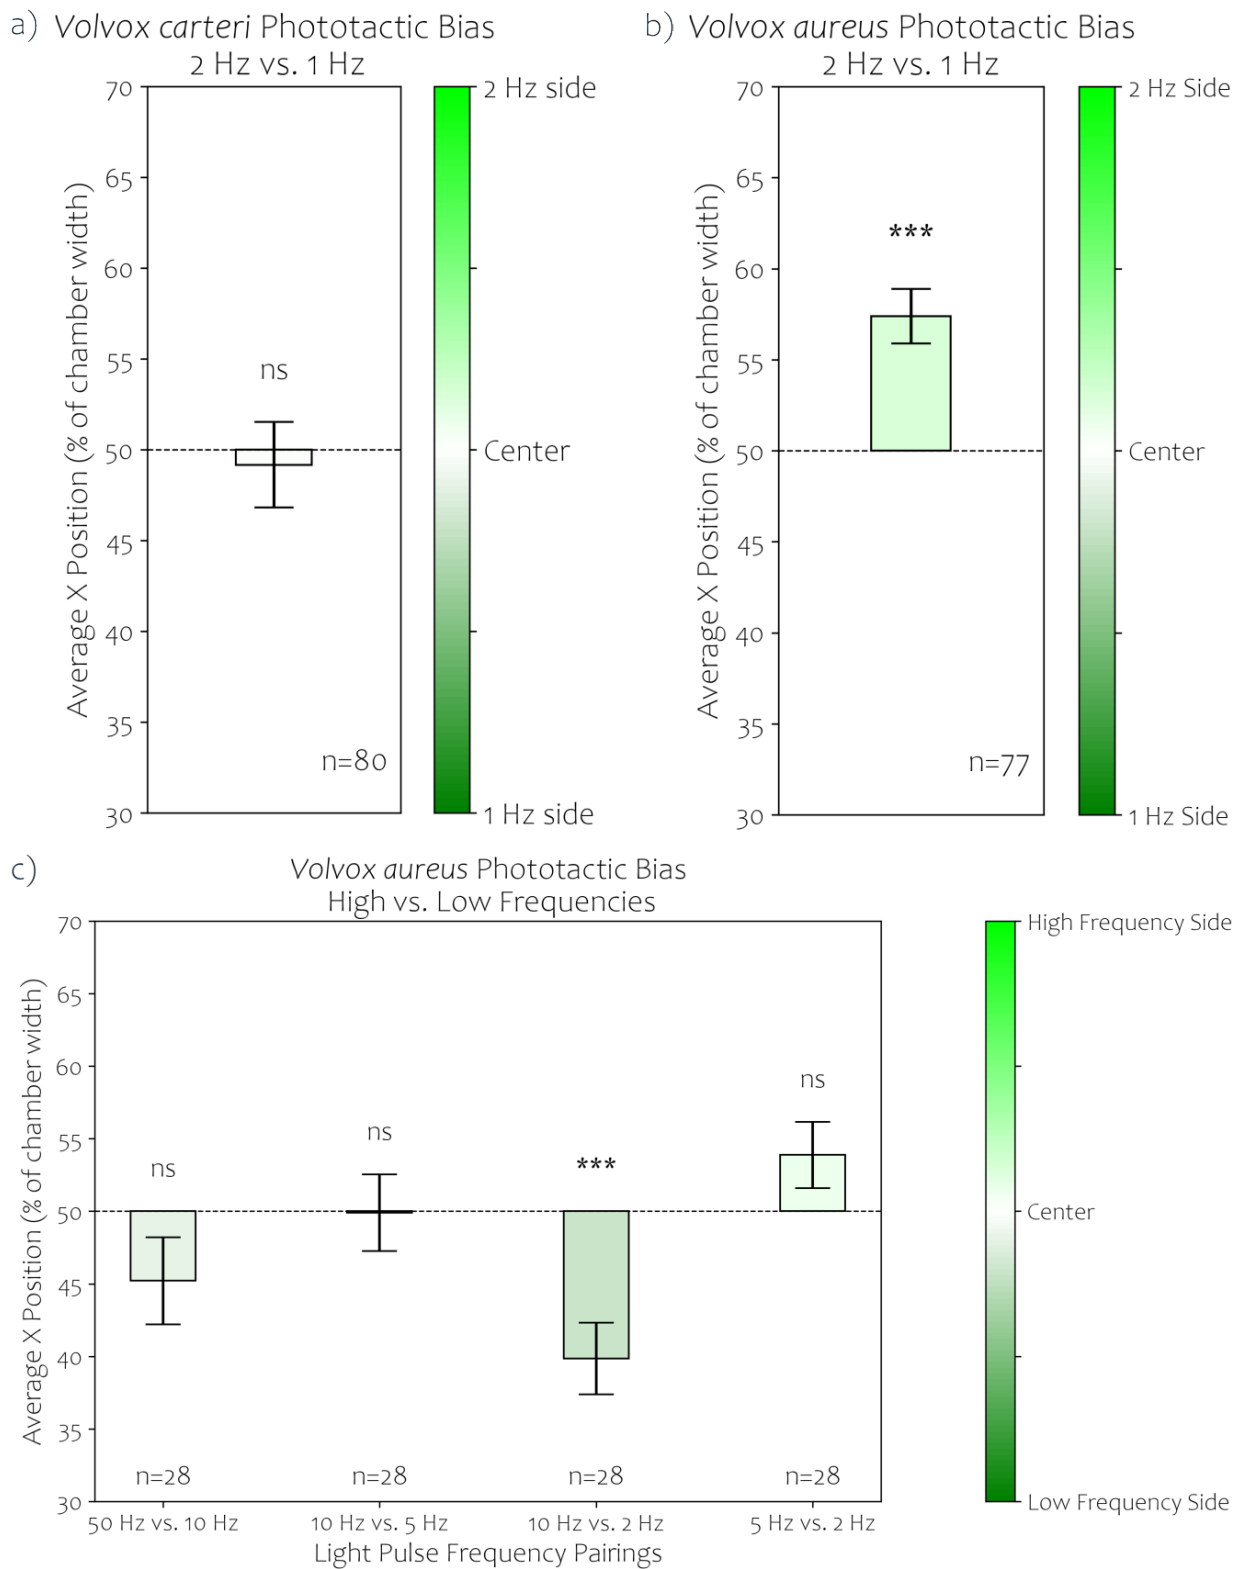 a) Volvox carteri Phototactic Bias
2 Hz vs. 1 Hz
70
65
60
55
50
45
40
35
30
Average X Position (% of chamber width)
ns
n=80
2 Hz side
Center
1 Hz side
b) Volvox aureus Phototactic Bias
2 Hz vs. 1 Hz
70
65
60
55
50
45
40
35
30
Average X Position (% of chamber width)
***
n=77
2 Hz Side
Center
1 Hz Side
c) Volvox aureus Phototactic Bias
High vs. Low Frequencies
70
65
60
55
50
45
40
35
30
Average X Position (% of chamber width)
ns
ns
***
ns
n=28
n=28
n=28
n=28
50 Hz vs. 10 Hz
10 Hz vs. 5 Hz
10 Hz vs. 2 Hz
5 Hz vs. 2 Hz
Light Pulse Frequency Pairings
High Frequency Side
Center
Low Frequency Side